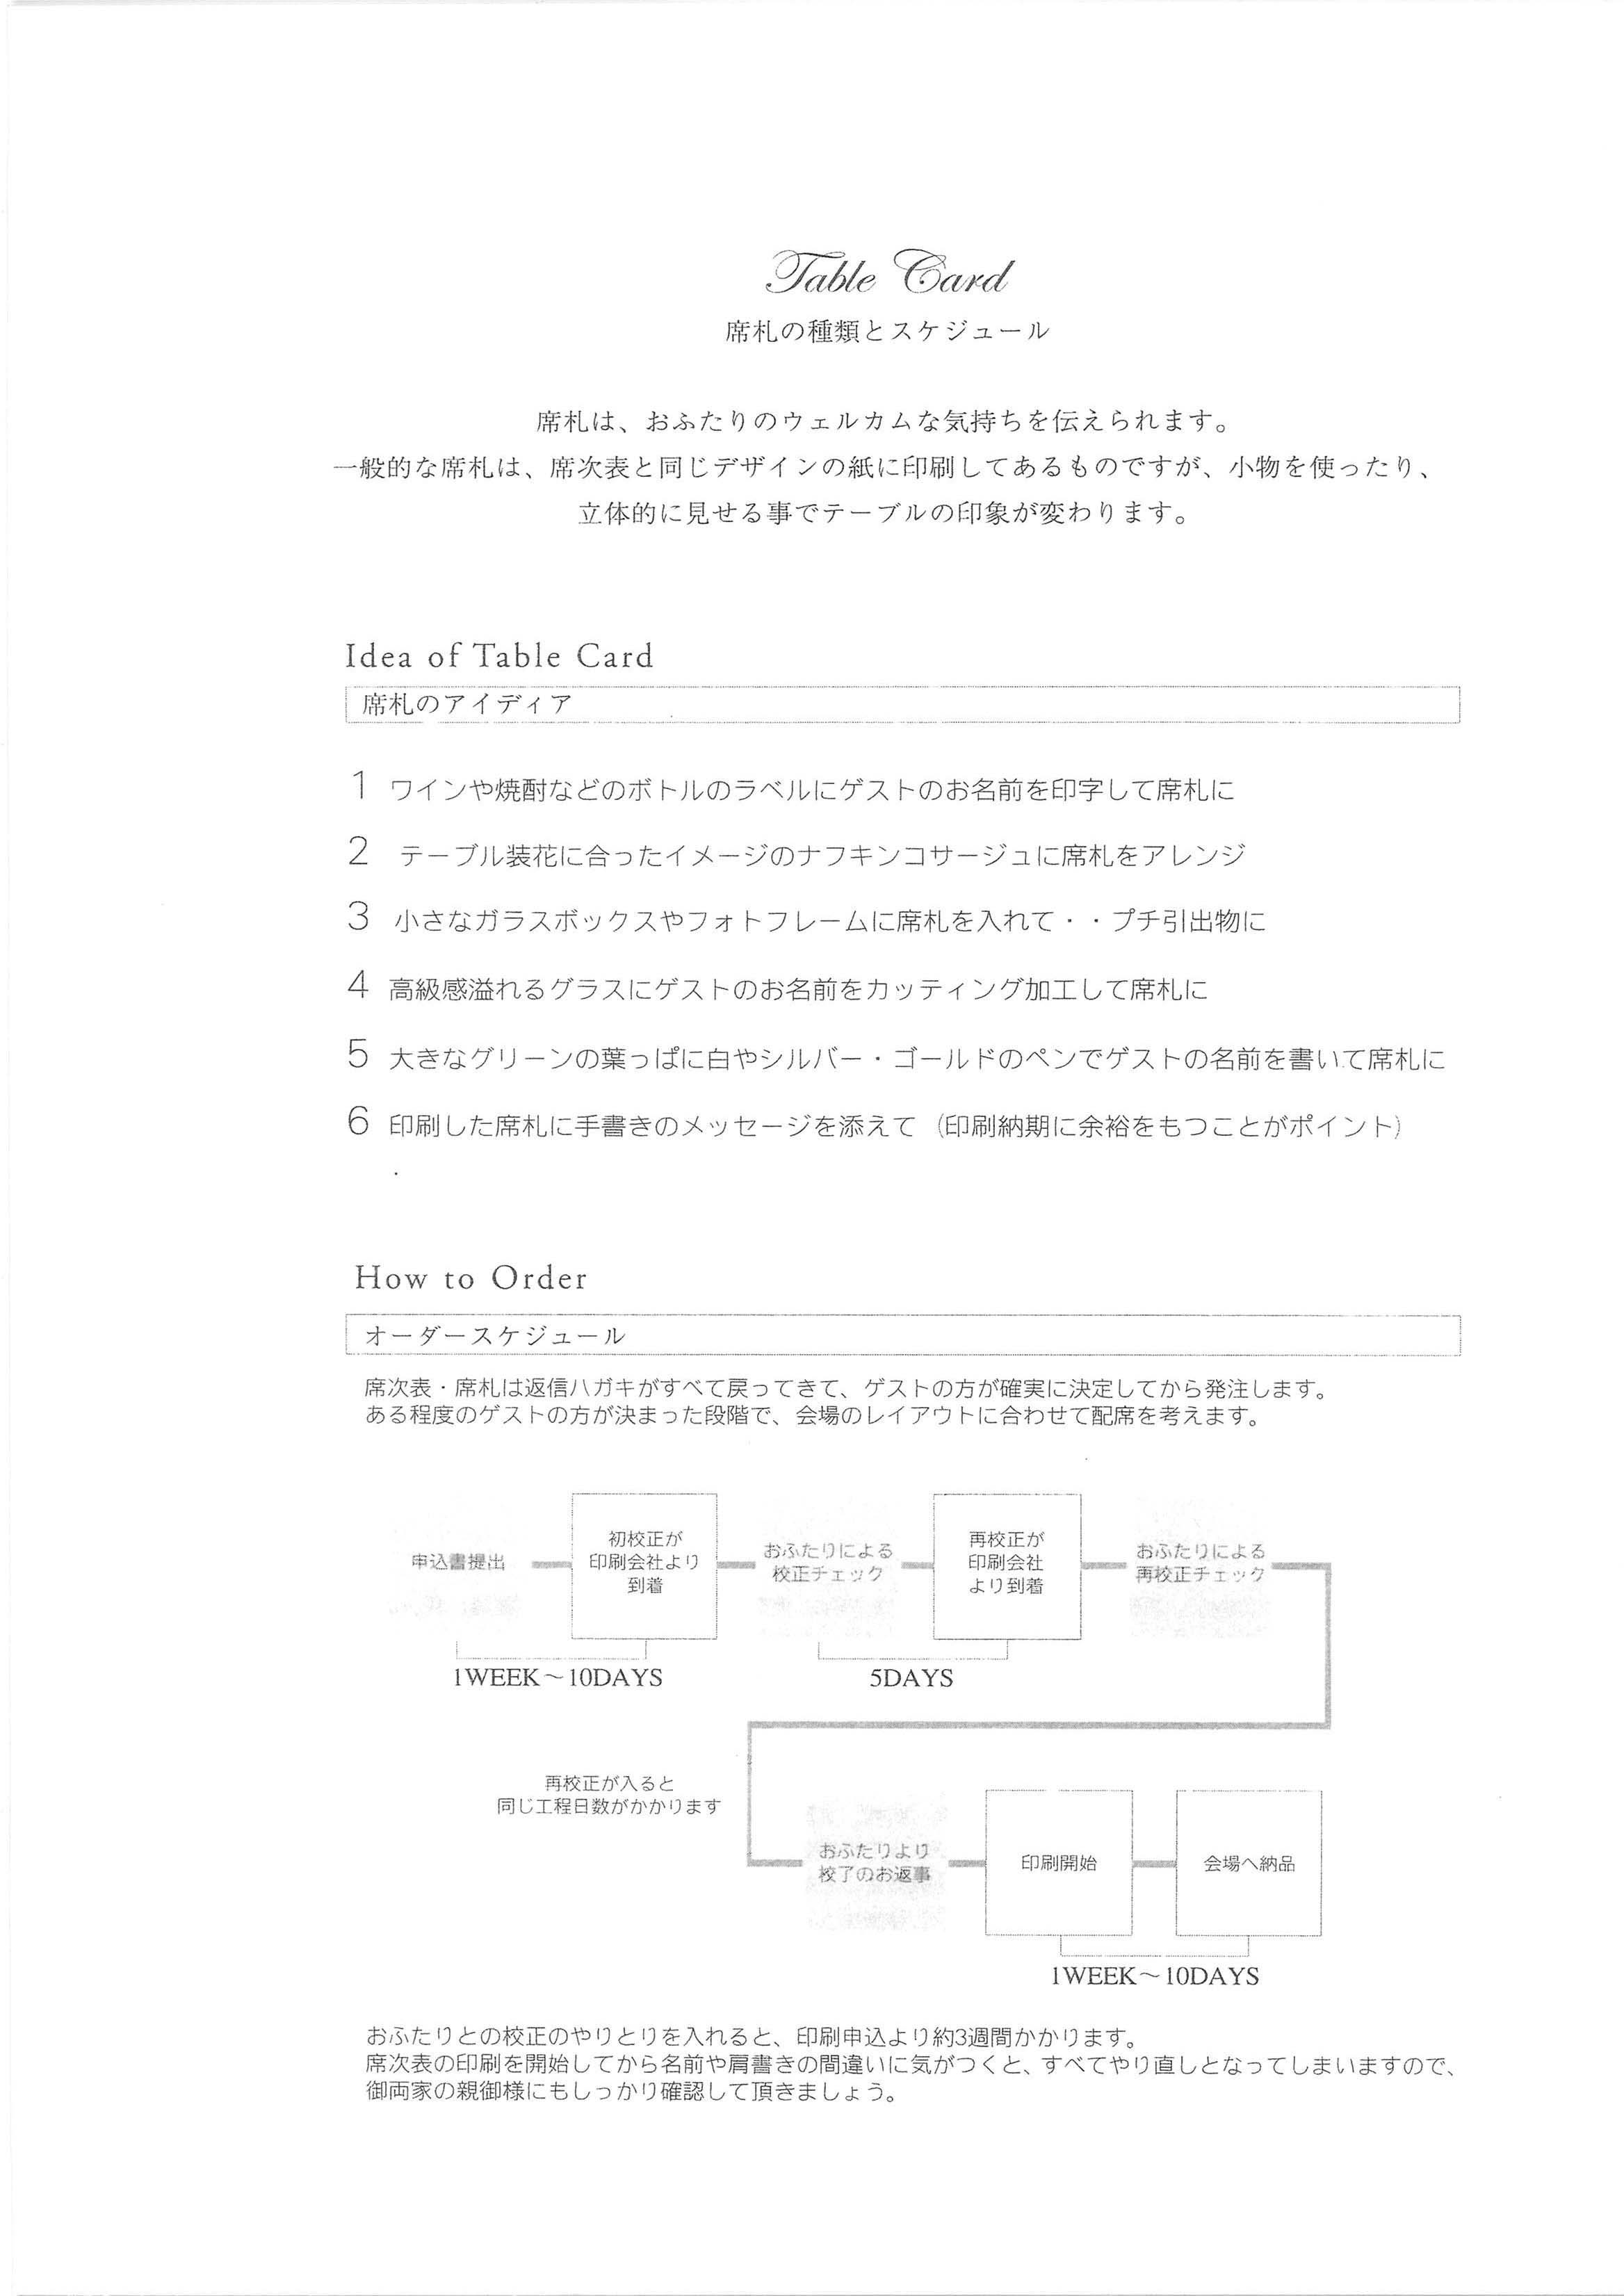 Table Card
席札の種類とスケジュール
席札は、おふたりのウェルカムな気持ちを伝えられます。
一般的な席札は、席次表と同じデザインの紙に印刷してあるものですが、小物を使ったり、
立体的に見せる事でテーブルの印象が変わります。
Idea of Table Card
席札のアイディア
1 ワインや焼酎などのボトルのラベルにゲストのお名前を印字して席札に
2 テーブル装花に合ったイメージのナフキンコサージュに席札をアレンジ
3 小さなガラスボックスやフォトフレームに席札を入れて・・プチ引出物に
4 高級感溢れるグラスにゲストのお名前をカッティング加工して席札に
5 大きなグリーンの葉っぱに白やシルバー・ゴールドのペンでゲストの名前を書いて席札に
6 印刷した席札に手書きのメッセージを添えて（印刷納期に余裕をもつことがポイント）
How to Order
オーダースケジュール
席次表・席札は返信ハガキがすべて戻ってきて、ゲストの方が確実に決定してから発注します。
ある程度のゲストの方が決まった段階で、会場のレイアウトに合わせて配席を考えます。
申込書提出
初校正が
印刷会社より
到着
おふたりによる
校正チェック
再校正が
印刷会社
より到着
おふたりによる
再校正チェック
1WEEK～10DAYS
5DAYS
再校正が入ると
同じ工程日数がかかります
おふたりより
校了のお返事
印刷開始
会場へ納品
1WEEK～10DAYS
おふたりとの校正のやりとりを入れると、印刷申込より約3週間かかります。
席次表の印刷を開始してから名前や肩書きの間違いに気がつくと、すべてやり直しとなってしまいますので、
御両家の親御様にもしっかり確認して頂きましょう。